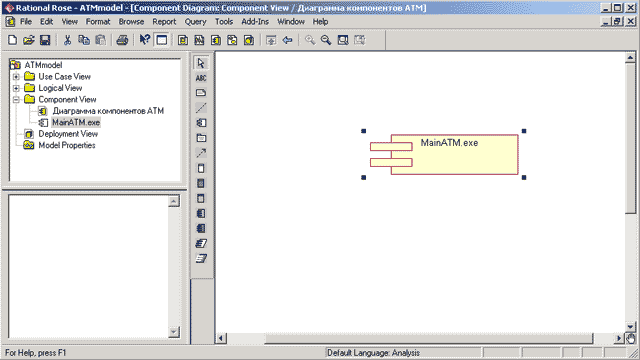 Rational Rose - ATMmodel - [Component Diagram: Component View / Диаграмма компонентов ATM]
File Edit View Format Browse Report Query Tools Add-Ins Window Help
ATMmodel
Use Case View
Logical View
Component View
Диаграмма компонентов ATM
MainATM.exe
Deployment View
Model Properties
ABC
MainATM.exe
For Help, press F1
Default Language: Analysis